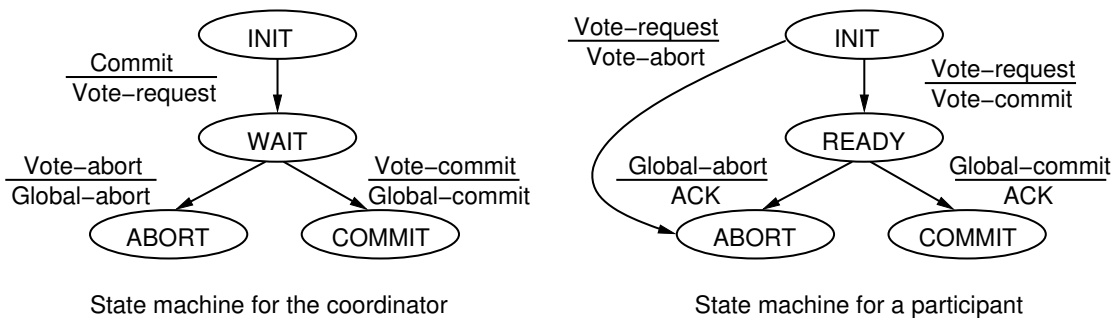 INIT
Commit
Vote−request
WAIT
Vote−abort
Global−abort
Vote−commit
Global−commit
ABORT
COMMIT
State machine for the coordinator
Vote−request
Vote−abort
INIT
Vote−request
Vote−commit
READY
Global−abort
ACK
Global−commit
ACK
ABORT
COMMIT
State machine for a participant